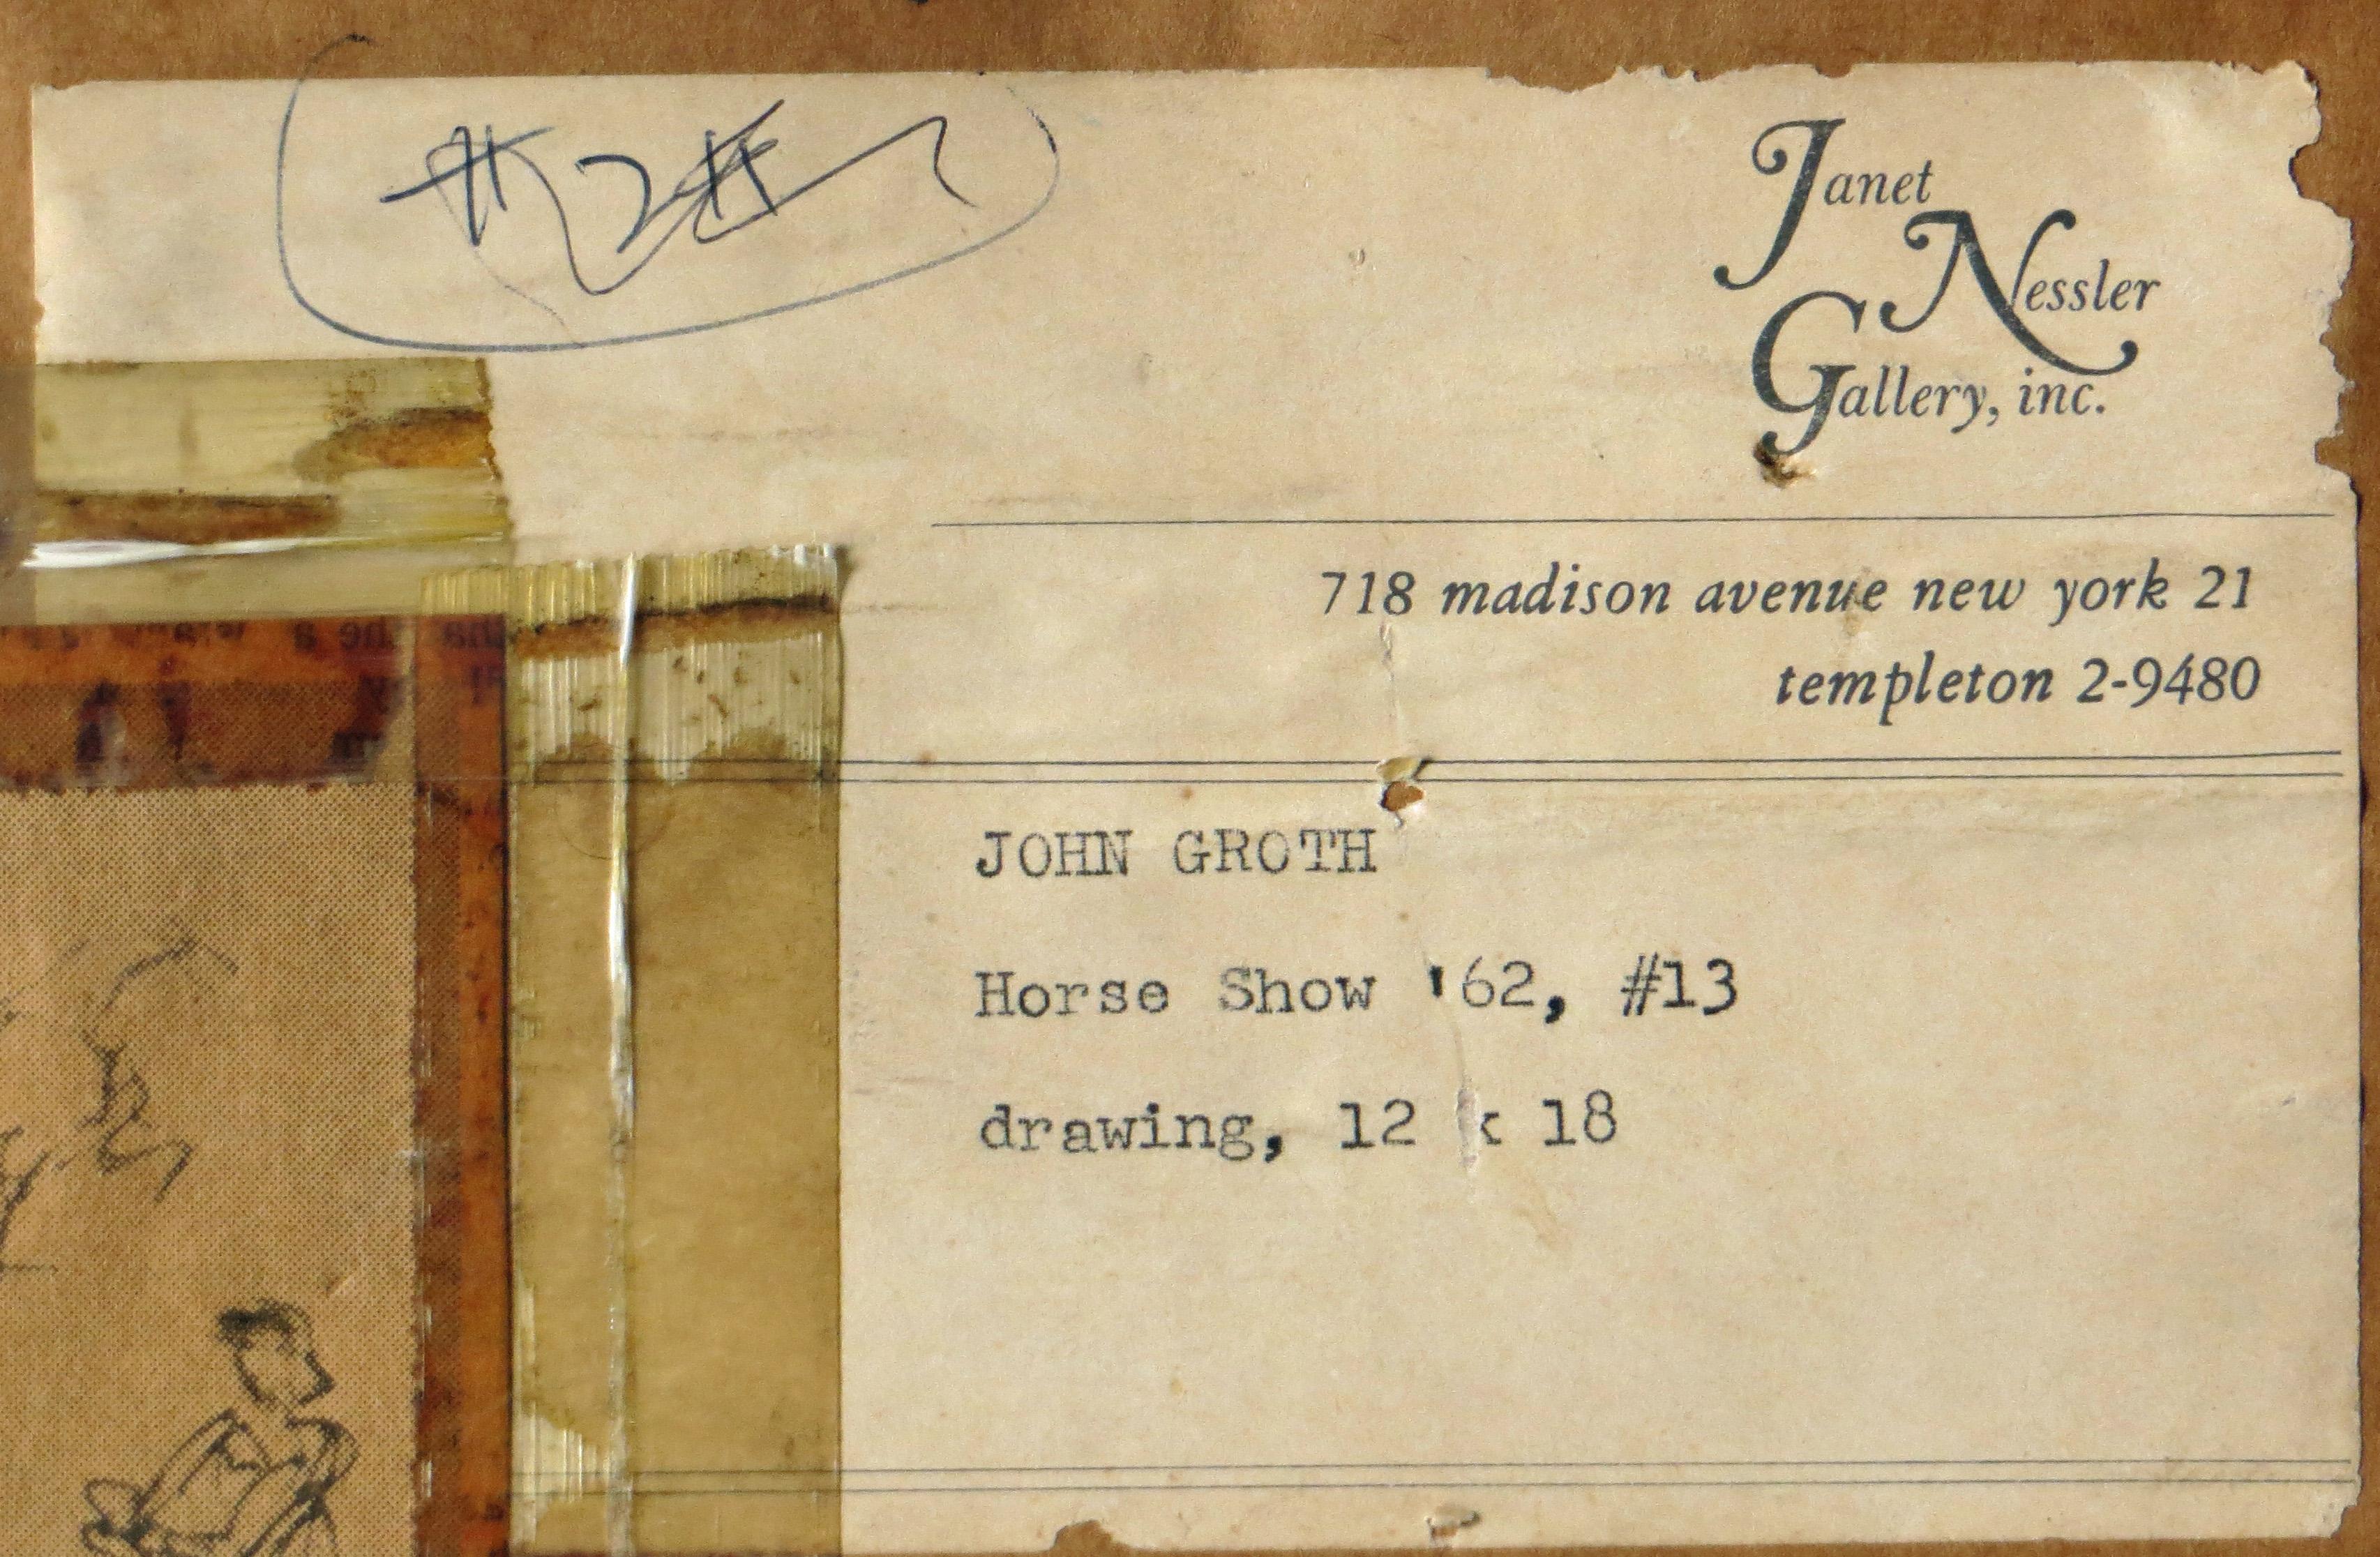 Janet
Nessler
Gallery, inc.
718 madison avenue new york 21
templeton 2-9480
JOHN GROTH
Horse Show '62, #13
drawing, 12 x 18